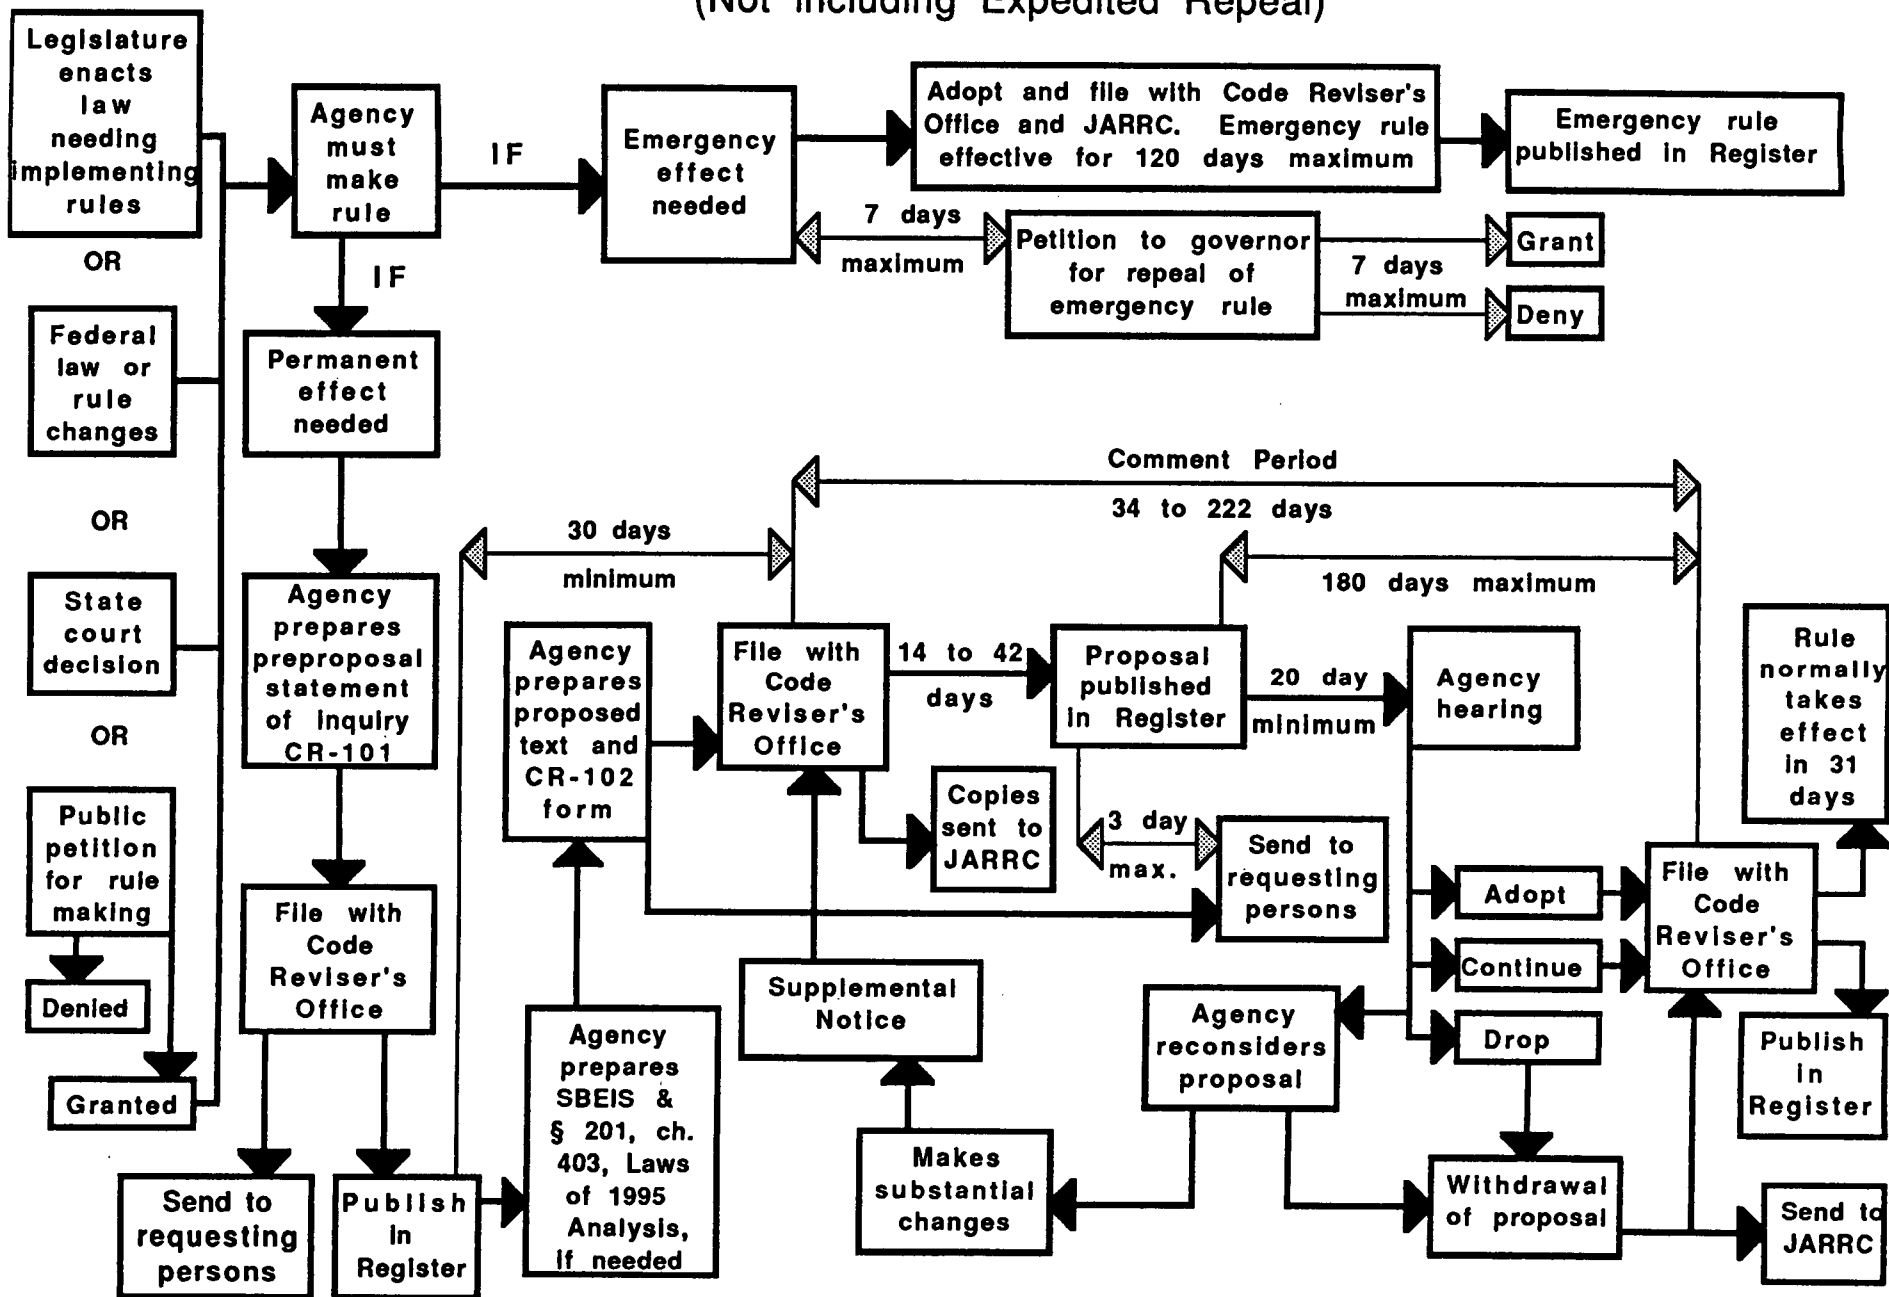 (Not including Expedited Repeal)
Legislature
enacts
law
needing
implementing
rules
OR
Federal
law or
rule
changes
OR
State
court
decision
OR
Public
petition
for rule
making
Denied
Granted
Agency
must
make
rule
IF
IF
Emergency
effect
needed
Adopt and file with Code Reviser's
Office and JARRC. Emergency rule
effective for 120 days maximum
Emergency rule
published in Register
7 days
maximum
Petition to governor
for repeal of
emergency rule
7 days
maximum
Grant
Deny
Permanent
effect
needed
Agency
prepares
preproposal
statement
of inquiry
CR-101
File with
Code
Reviser's
Office
Send to
requesting
persons
Publish
in
Register
30 days
minimum
Agency
prepares
SBEIS &
§ 201, ch.
403, Laws
of 1995
Analysis,
if needed
Agency
prepares
proposed
text and
CR-102
form
File with
Code
Reviser's
Office
Copies
sent to
JARRC
Comment Period
34 to 222 days
14 to 42
days
Proposal
published
in Register
180 days maximum
20 day
minimum
Agency
hearing
3 day
max.
Send to
requesting
persons
Supplemental
Notice
Makes
substantial
changes
Agency
reconsiders
proposal
Adopt
Continue
Drop
Withdrawal
of proposal
File with
Code
Reviser's
Office
Rule
normally
takes
effect
in 31
days
Publish
in
Register
Send to
JARRC